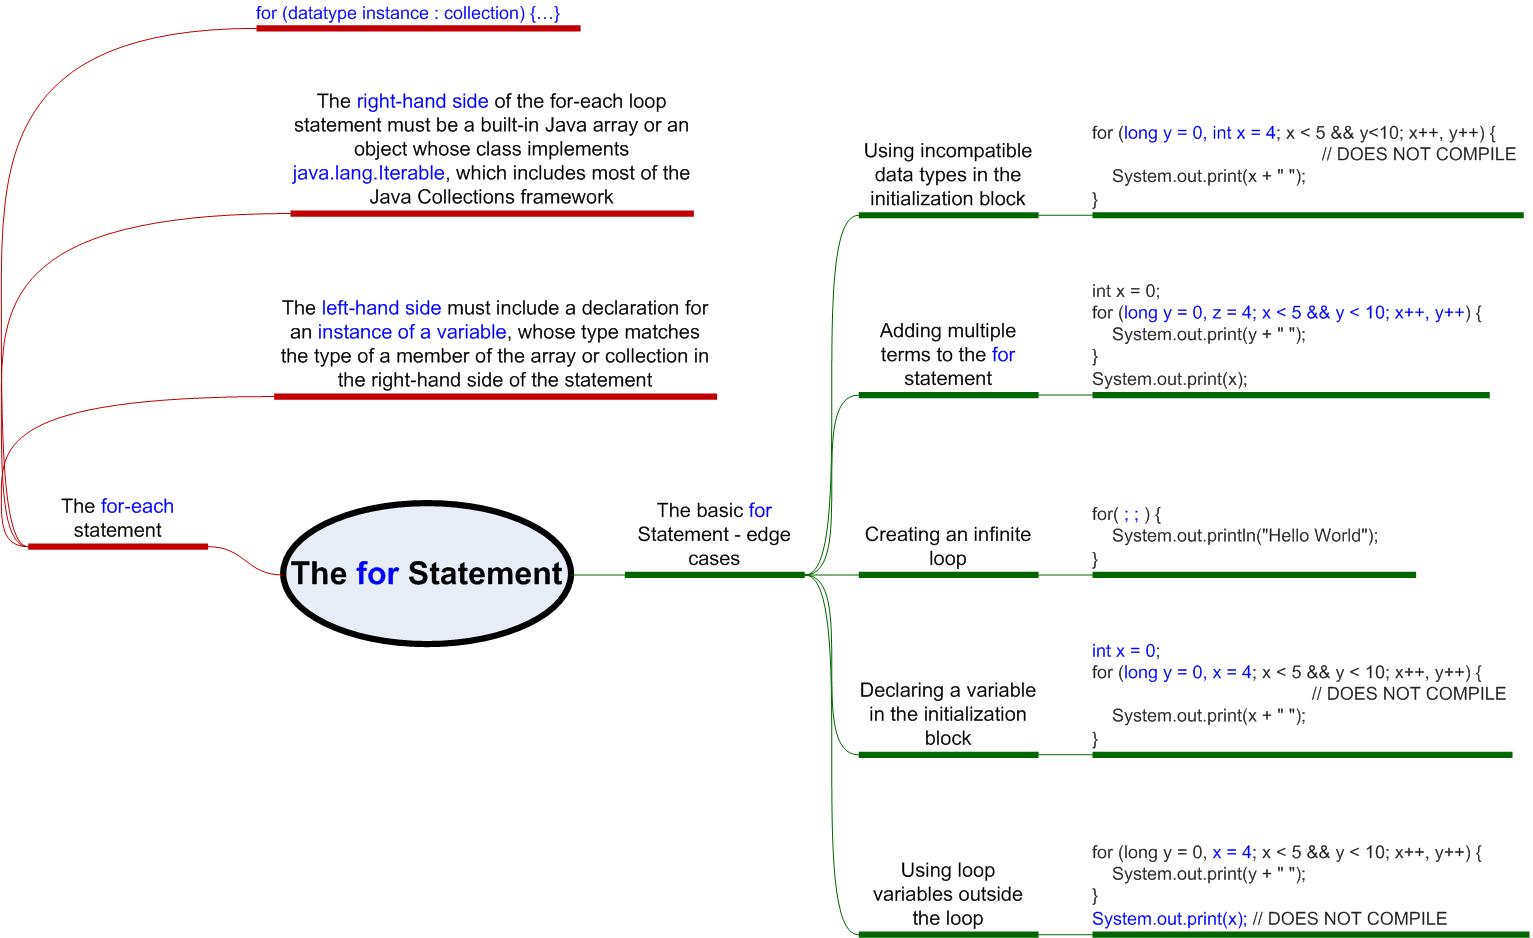 for (datatype instance : collection) {…}
The right-hand side of the for-each loop
statement must be a built-in Java array or an
object whose class implements
java.lang.Iterable, which includes most of the
Java Collections framework
The left-hand side must include a declaration for
an instance of a variable, whose type matches
the type of a member of the array or collection in
the right-hand side of the statement
The for-each
statement
The for Statement
The basic for
Statement - edge
cases
Using incompatible
data types in the
initialization block
for (long y = 0, int x = 4; x < 5 && y<10; x++, y++) {
// DOES NOT COMPILE
System.out.print(x + " ");
}
Adding multiple
terms to the for
statement
int x = 0;
for (long y = 0, z = 4; x < 5 && y < 10; x++, y++) {
System.out.print(y + " ");
}
System.out.print(x);
Creating an infinite
loop
for( ; ; ) {
System.out.println("Hello World");
}
Declaring a variable
in the initialization
block
int x = 0;
for (long y = 0, x = 4; x < 5 && y < 10; x++, y++) {
// DOES NOT COMPILE
System.out.print(x + " ");
}
Using loop
variables outside
the loop
for (long y = 0, x = 4; x < 5 && y < 10; x++, y++) {
System.out.print(y + " ");
}
System.out.print(x); // DOES NOT COMPILE